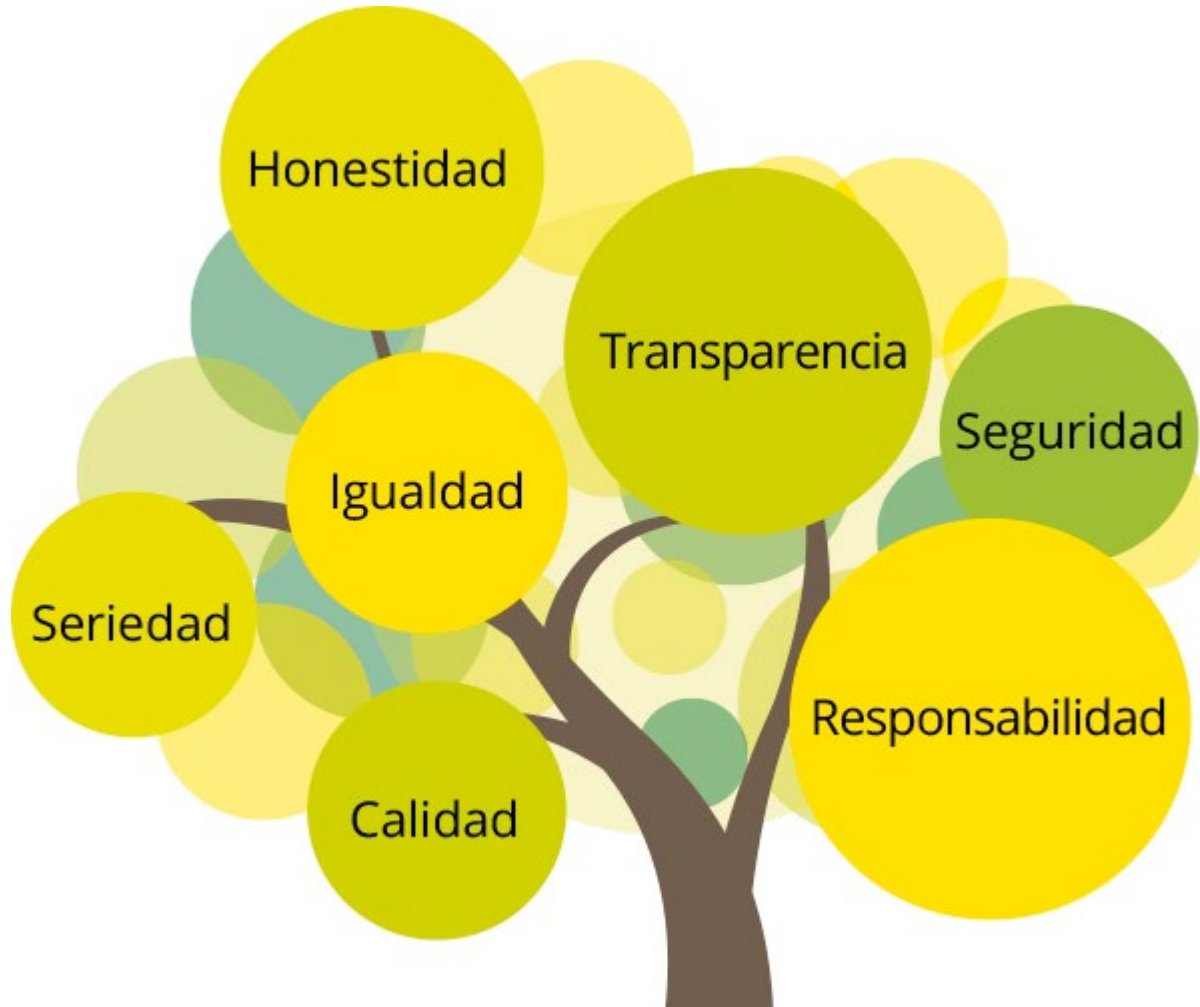 Honestidad
Transparencia
Seguridad
Igualdad
Seriedad
Responsabilidad
Calidad